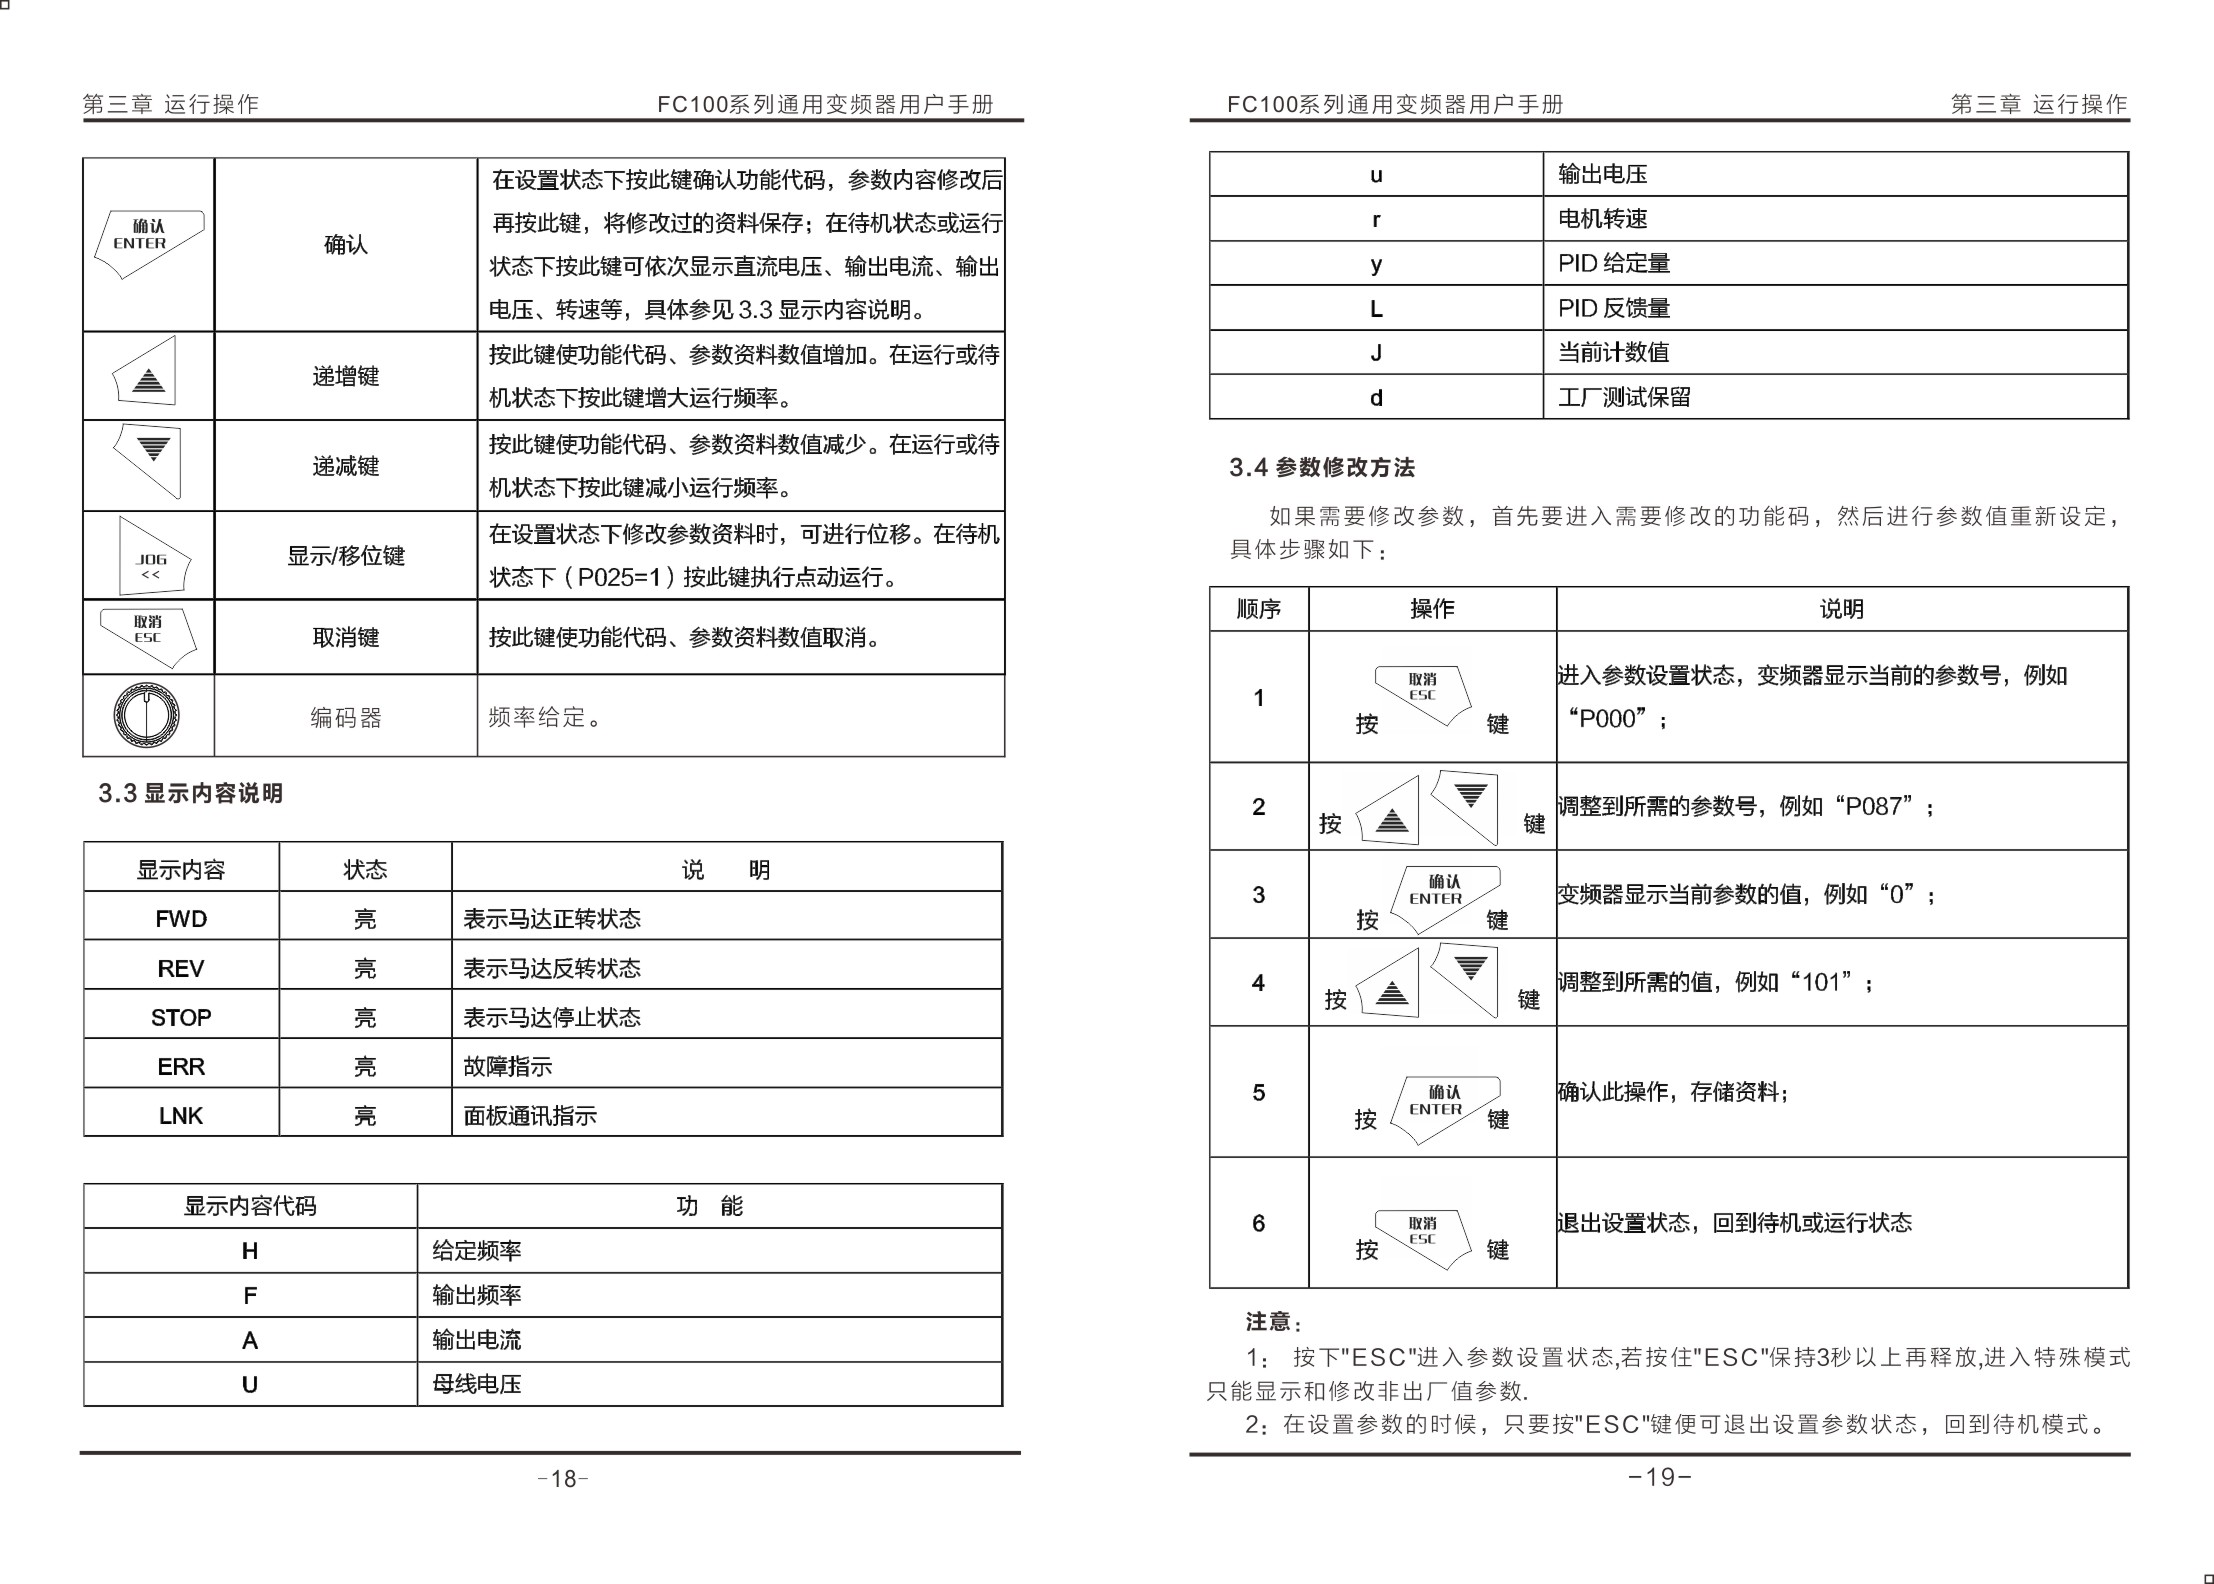 第三章 运行操作 FC100系列通用变频器用户手册
确认
ENTER
确认
在设置状态下按此键确认功能代码，参数内容修改后
再按此键，将修改过的资料保存；在待机状态或运行
状态下按此键可依次显示直流电压、输出电流、输出
电压、转速等，具体参见 3.3 显示内容说明。
递增键
按此键使功能代码、参数资料数值增加。在运行或待
机状态下按此键增大运行频率。
递减键
按此键使功能代码、参数资料数值减少。在运行或待
机状态下按此键减小运行频率。
JOG
<<
显示/移位键
在设置状态下修改参数资料时，可进行位移。在待机
状态下（P025=1）按此键执行点动运行。
取消
ESC
取消键
按此键使功能代码、参数资料数值取消。
编码器
频率给定。
3.3 显示内容说明
显示内容 状态 说 明
FWD 亮 表示马达正转状态
REV 亮 表示马达反转状态
STOP 亮 表示马达停止状态
ERR 亮 故障指示
LNK 亮 面板通讯指示
显示内容代码 功 能
H 给定频率
F 输出频率
A 输出电流
U 母线电压
-18-
FC100系列通用变频器用户手册 第三章 运行操作
u 输出电压
r 电机转速
y PID 给定量
L PID 反馈量
J 当前计数值
d 工厂测试保留
3.4 参数修改方法
如果需要修改参数，首先要进入需要修改的功能码，然后进行参数值重新设定，
具体步骤如下：
顺序 操作 说明
1
按 取消 ESC 键
进入参数设置状态，变频器显示当前的参数号，例如
“P000”；
2
按 键
调整到所需的参数号，例如“P087”；
3
按 确认 ENTER 键
变频器显示当前参数的值，例如“0”；
4
按 键
调整到所需的值，例如“101”；
5
按 确认 ENTER 键
确认此操作，存储资料；
6
按 取消 ESC 键
退出设置状态，回到待机或运行状态
注意：
1： 按下"ESC"进入参数设置状态,若按住"ESC"保持3秒以上再释放,进入特殊模式
只能显示和修改非出厂值参数.
2：在设置参数的时候，只要按"ESC"键便可退出设置参数状态，回到待机模式。
-19-